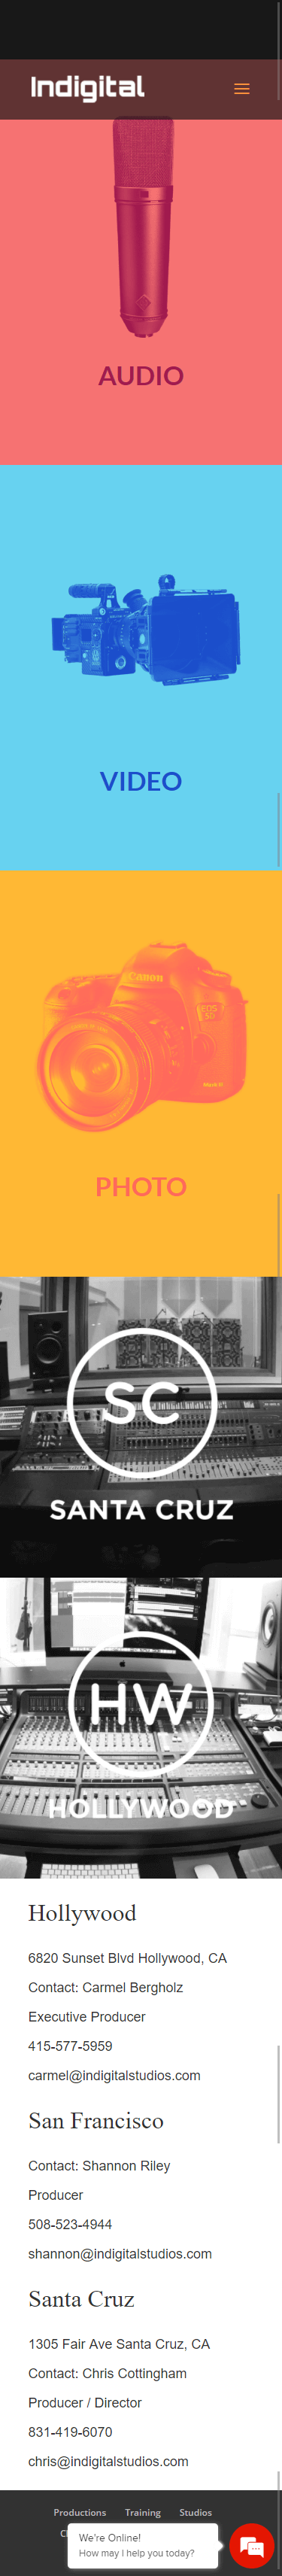 Indigital
AUDIO
VIDEO
Canon
EOS
5D
Mark II
PHOTO
SC
SANTA CRUZ
HW
HOLLYWOOD
Hollywood
6820 Sunset Blvd Hollywood, CA
Contact: Carmel Bergholz
Executive Producer
415-577-5959
carmel@indigitalstudios.com
San Francisco
Contact: Shannon Riley
Producer
508-523-4944
shannon@indigitalstudios.com
Santa Cruz
1305 Fair Ave Santa Cruz, CA
Contact: Chris Cottingham
Producer / Director
831-419-6070
chris@indigitalstudios.com
Productions Training Studios
We're Online!
How may I help you today?